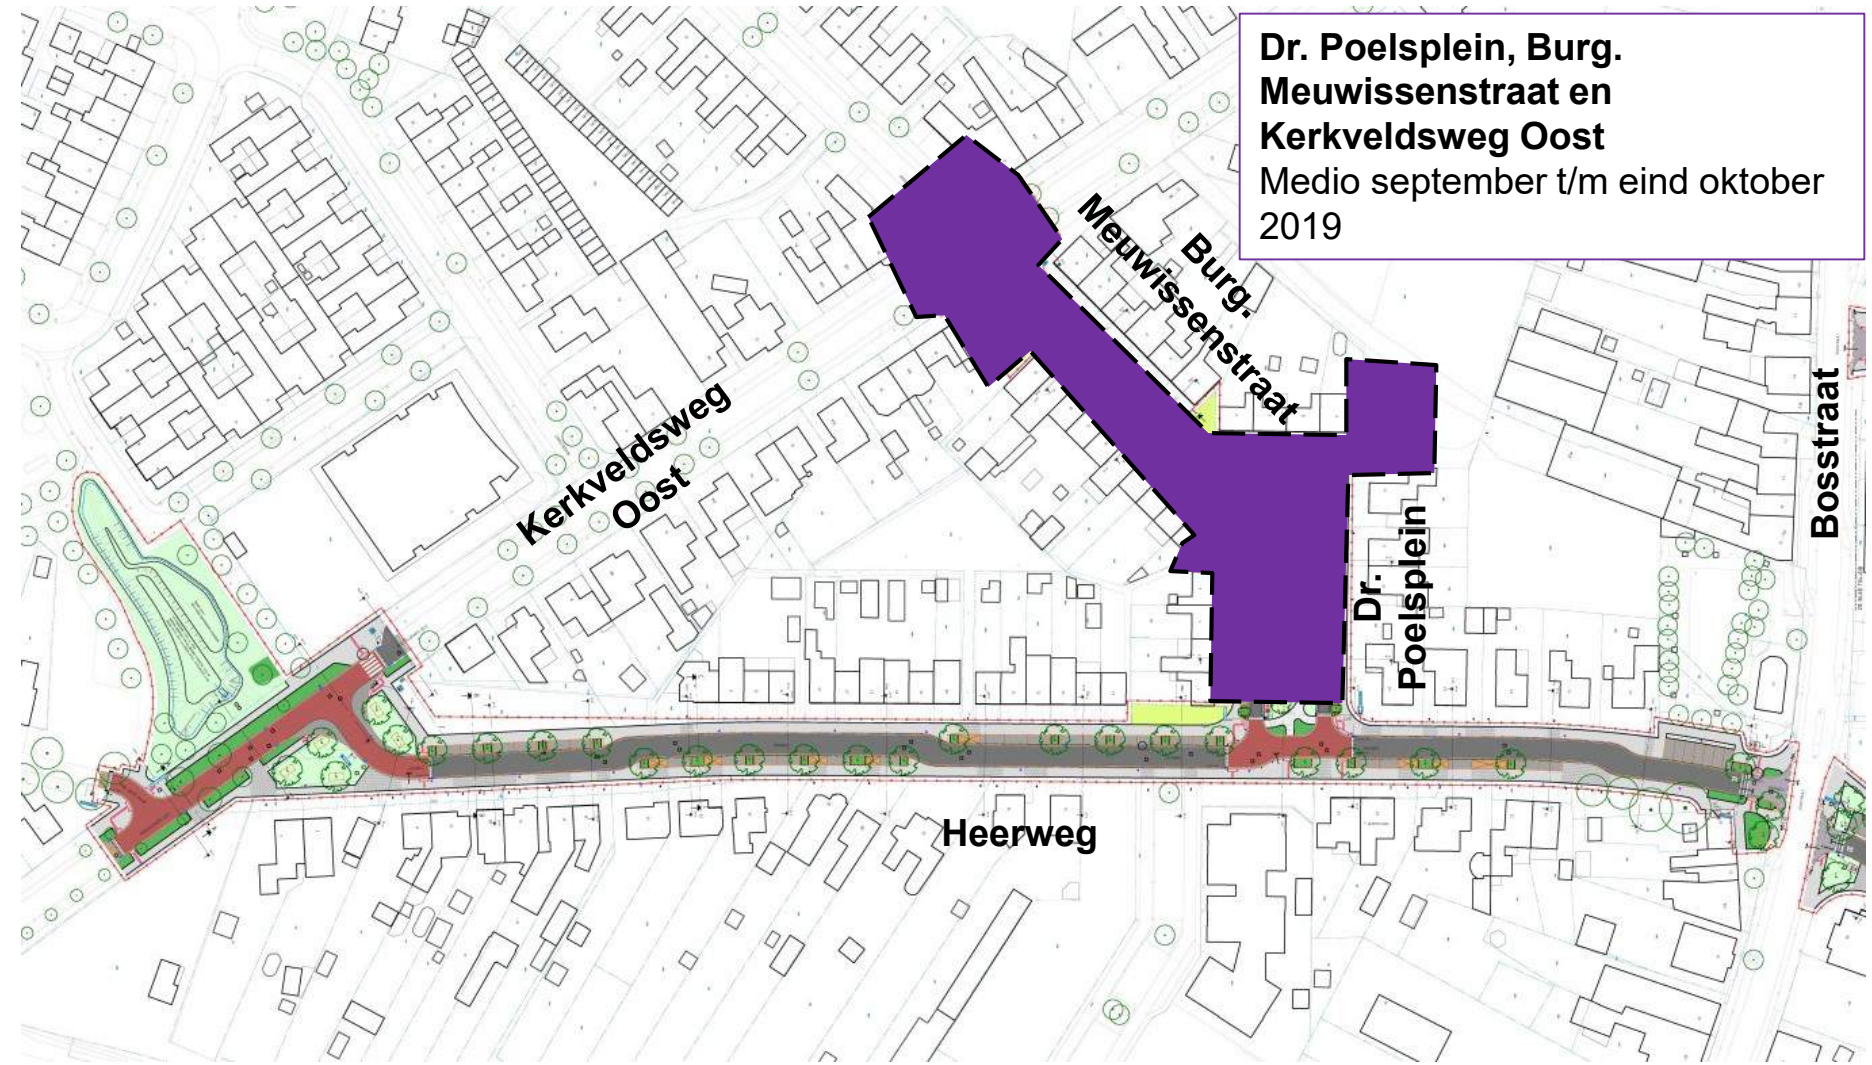 Dr. Poelsplein, Burg.
Meuwissenstraat en
Kerkveldsweg Oost
Medio september t/m eind oktober
2019
Burg.
Meuwissenstraat
Kerkveldsweg
Oost
Bosstraat
Dr.
Poelsplein
Heerweg